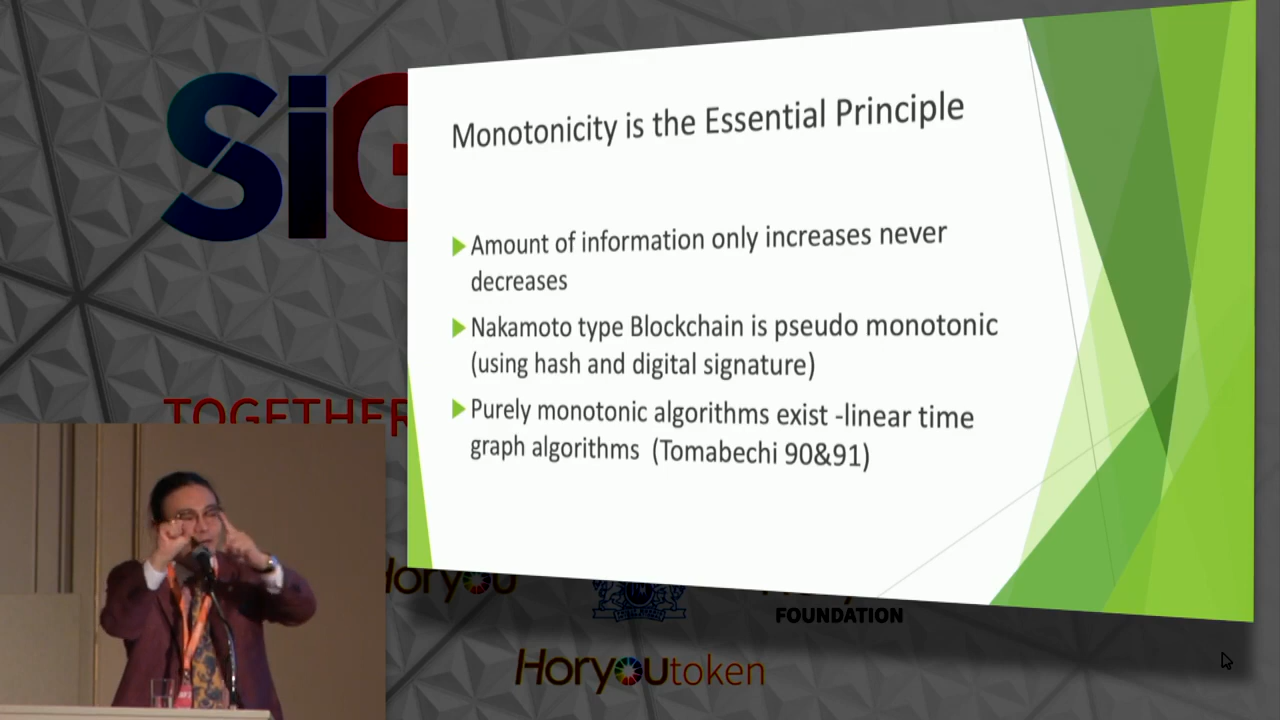 SiG
Monotonicity is the Essential Principle
Amount of information only increases never
decreases
Nakamoto type Blockchain is pseudo monotonic
(using hash and digital signature)
Purely monotonic algorithms exist -linear time
graph algorithms (Tomabechi 90&91)
TOGETHER
Horyou
FOUNDATION
Horyoutoken